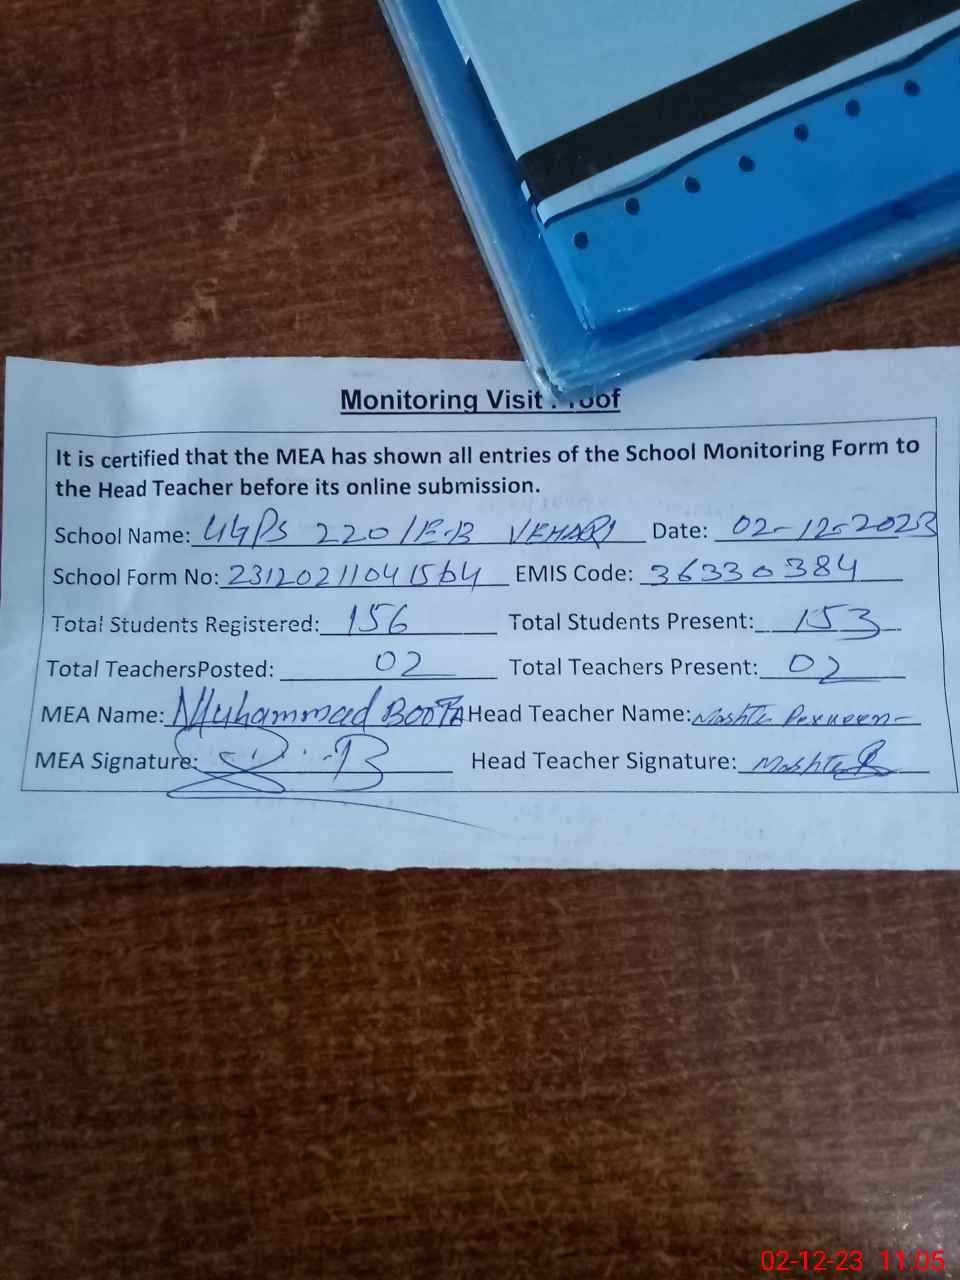 Monitoring Visit oof
It is certified that the MEA has shown all entries of the School Monitoring Form to
the Head Teacher before its online submission.
School Name: GGPS 220/E-B VEHARI Date: 02-12-2023
School Form No: 23120211041564 EMIS Code: 36330384
Total Students Registered: 156 Total Students Present: 153
Total TeachersPosted: 02 Total Teachers Present: 02
MEA Name: Muhammad BOOTA Head Teacher Name: Perveen
MEA Signature: Head Teacher Signature:
02-12-23 11:05